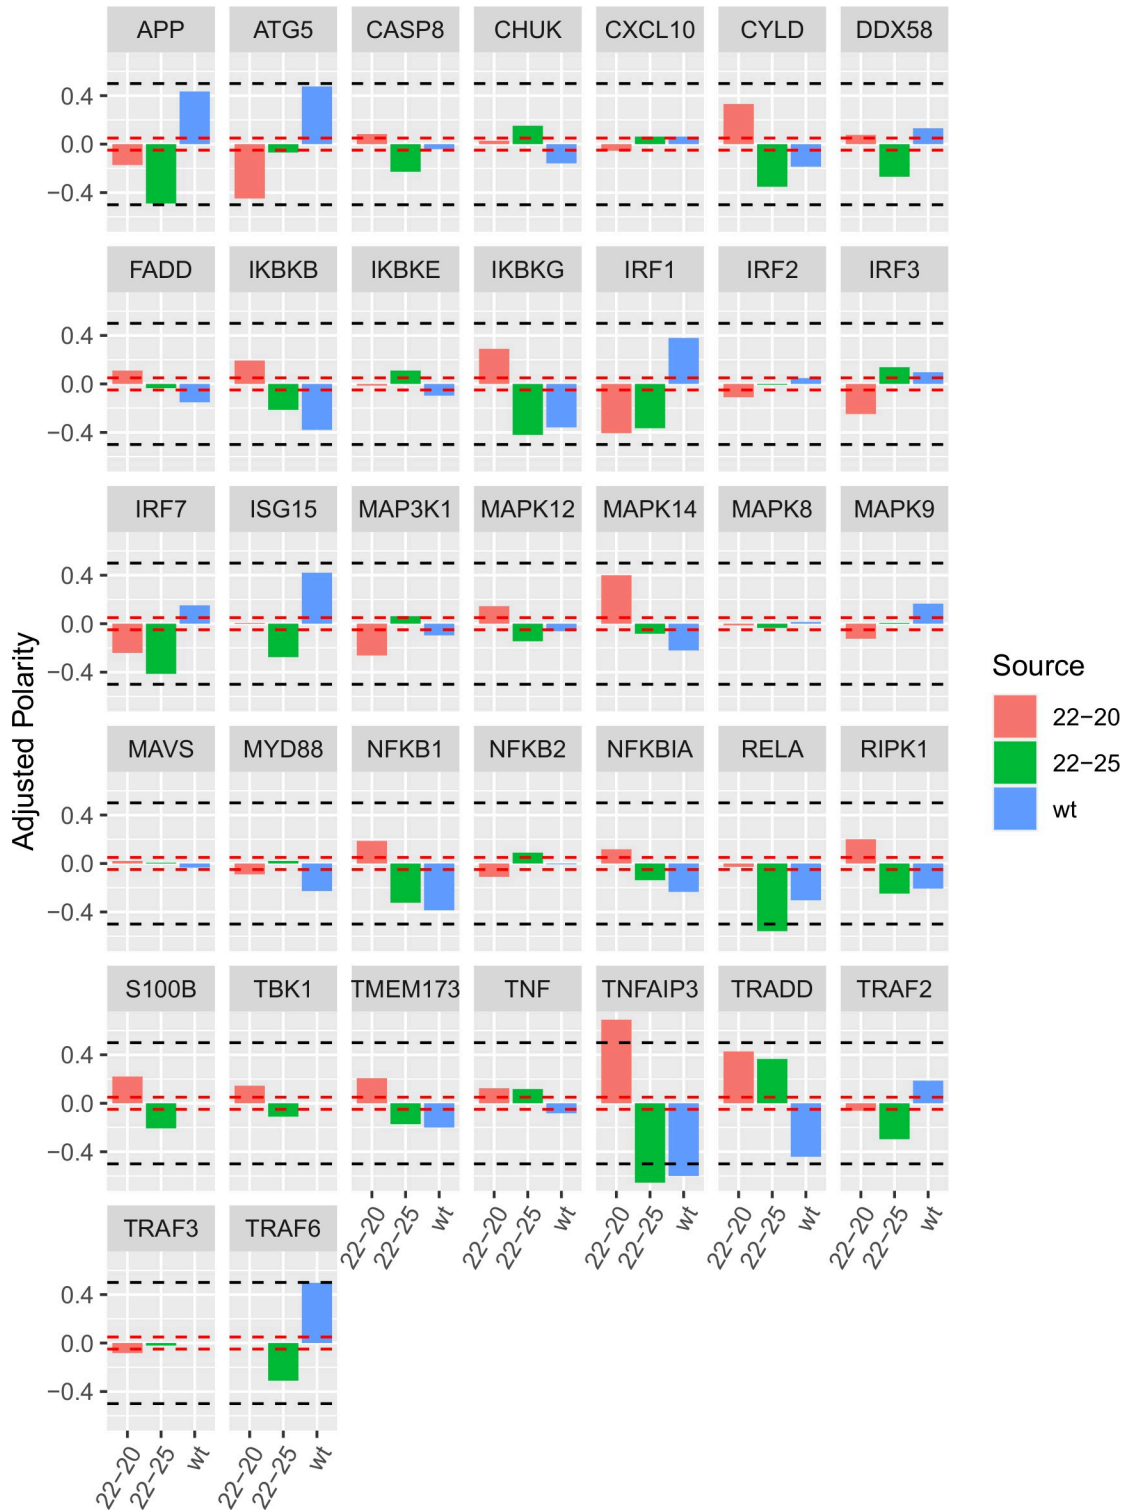 APP ATG5 CASP8 CHUK CXCL10 CYLD DDX58
0.4
0.0
−0.4
FADD IKBKB IKBKE IKBKG IRF1 IRF2 IRF3
0.4
0.0
−0.4
IRF7 ISG15 MAP3K1 MAPK12 MAPK14 MAPK8 MAPK9
0.4
0.0
−0.4
Adjusted Polarity
Source
22−20
22−25
wt
MAVS MYD88 NFKB1 NFKB2 NFKBIA RELA RIPK1
0.4
0.0
−0.4
S100B TBK1 TMEM173 TNF TNFAIP3 TRADD TRAF2
0.4
0.0
−0.4
22−20 22−25 wt 22−20 22−25 wt 22−20 22−25 wt 22−20 22−25 wt 22−20 22−25 wt
TRAF3 TRAF6
0.4
0.0
−0.4
22−20 22−25 wt 22−20 22−25 wt